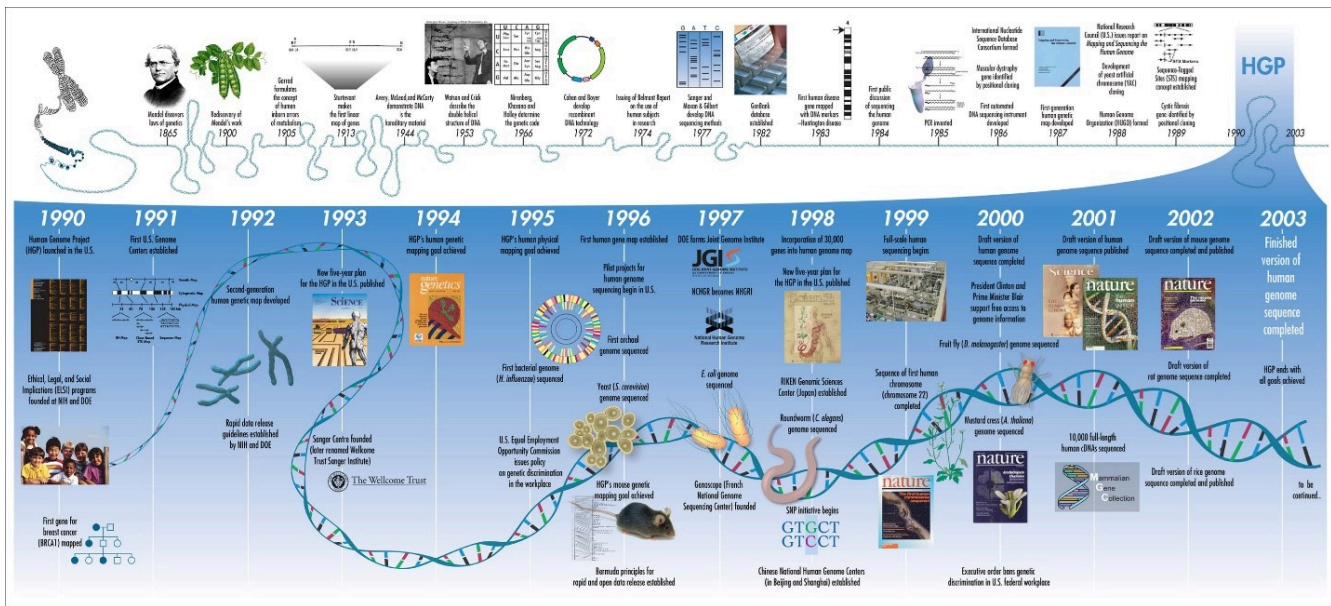 Mendel discovers
laws of genetics
1865
Rediscovery of
Mendel's work
1900
Garrod
formulates the
concept of human
inborn errors
of metabolism
1905
Sturtevant
makes
the first linear
map of genes
1913
Avery, McLeod, and McCarty
demonstrate DNA
is the
hereditary material
1944
Watson and Crick
describe the
double helical
structure of DNA
1953
Nirenberg,
Khorana and
Holley determine
the genetic code
1966
Cohen and Boyer
develop
recombinant
DNA technology
1972
Issuing of Belmont Report
on the use of
human subjects
in research
1974
G A T C
Sanger and
Maxam & Gilbert
develop DNA
sequencing methods
1977
GenBank
database
established
1982
First human disease
gene mapped
with DNA markers
–Huntington disease
1983
4
First public
discussion of
sequencing the
human genome
1984
PCR invented
1985
International Nucleotide
Sequence Database
Consortium formed
Muscular dystrophy
gene identified
by positional cloning
First automated
DNA sequencing instrument
developed
1986
First-generation
human genetic
map developed
1987
National Research
Council (U.S.) issues report on
Mapping and Sequencing the
Human Genome
Development
of yeast artificial
chromosome (YAC)
cloning
Human Genome
Organization (HUGO) formed
1988
STS Markers
Sequence-tagged
Sites (STS) mapping
concept established
Cystic fibrosis
gene identified by
positional cloning
1989
HGP
1990
2003
1990
Human Genome Project
(HGP) launched in the U.S.
Ethical, Legal, and Social
Implications (ELSI) programs
founded at NIH and DOE
First gene for
breast cancer
(BRCA1) mapped
1991
First U.S. Genome
Centers established
1992
Second-generation
human genetic map developed
Rapid data release
guidelines established
by NIH and DOE
1993
New five-year plan
for the HGP in the U.S. published
SCIENCE
Sanger Centre founded
(later renamed Wellcome
Trust Sanger Institute)
The Wellcome Trust
1994
HGP's human genetic
mapping goal achieved
nature
genetics
1995
HGP's human physical
mapping goal achieved
First bacterial genome
(H. influenzae) sequenced
U.S. Equal Employment
Opportunity Commission
issues policy
on genetic discrimination
in the workplace
1996
First human gene map established
Pilot projects for
human genome
sequencing begin in U.S.
First archaeal
genome sequenced
Yeast (S. cerevisiae)
genome sequenced
HGP's mouse genetic
mapping goal achieved
Bermuda principles for
rapid and open data release established
1997
DOE forms Joint Genome Institute
JGI
NCHGR becomes NHGRI
National Human Genome
Research Institute
E. coli genome
sequenced
Genoscope (French
National Genome
Sequencing Center) founded
1998
Incorporation of 30,000
genes into human genome map
New five-year plan
for the HGP in the U.S. published
RIKEN Genomic Sciences
Center (Japan) established
Roundworm (C. elegans)
genome sequenced
SNP initiative begins
GTGCT
GTCCT
Chinese National Human Genome Centers
(in Beijing and Shanghai) established
1999
Full-scale human
sequencing begins
Sequence of first human
chromosome
(chromosome 22)
completed
nature
2000
Draft version of
human genome
sequence completed
President Clinton and
Prime Minister Blair
support free access to
genome information
Fruit fly (D. melanogaster) genome sequenced
Mustard cress (A. thaliana)
genome sequenced
nature
Executive order bans genetic
discrimination in U.S. federal workplace
2001
Draft version of human
genome sequence published
Science
nature
10,000 full-length
human cDNAs sequenced
Mammalian
Gene
Collection
2002
Draft version of mouse genome
sequence completed and published
nature
Draft version of
rat genome sequence completed
Draft version of rice genome
sequence completed and published
2003
Finished
version of
human
genome
sequence
completed
HGP ends with
all goals achieved
to be
continued..